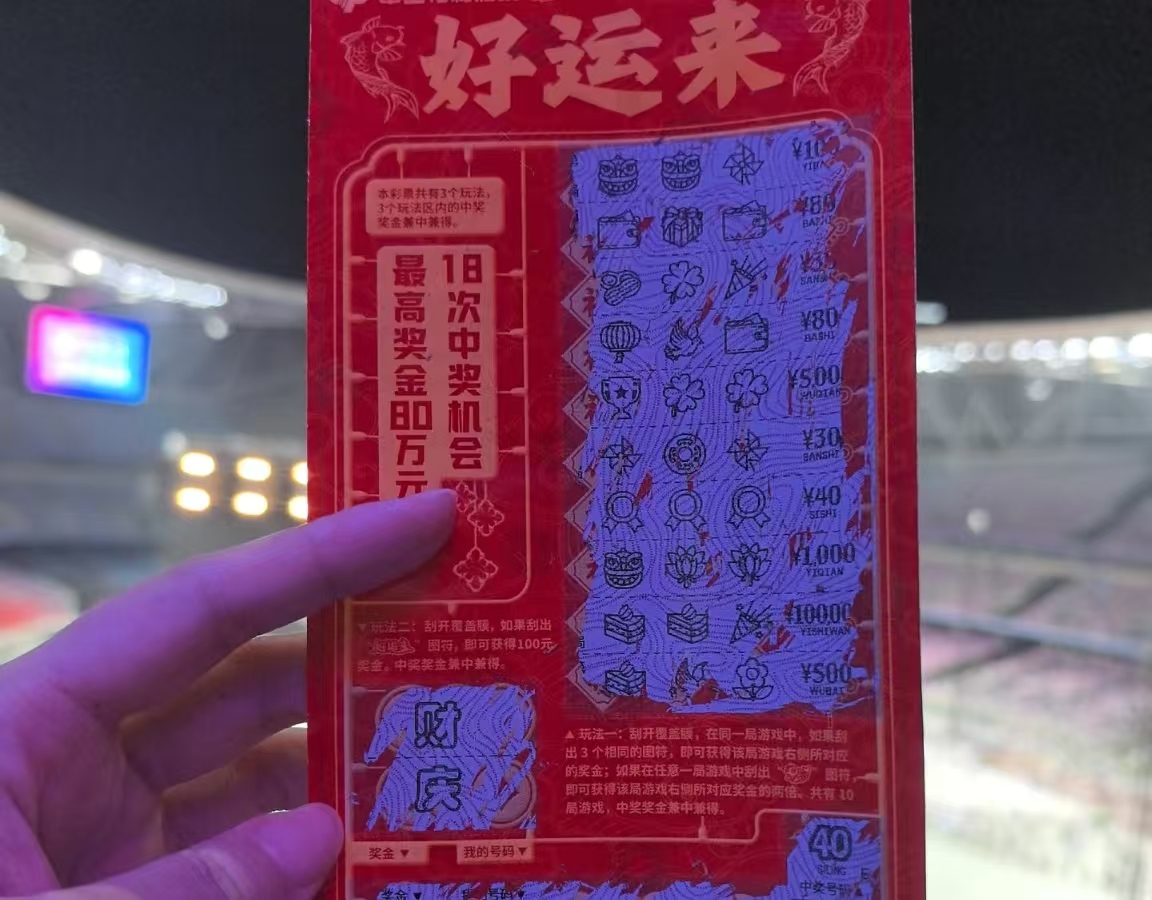 好运来
本彩票共有3个玩法，
3个玩法区内的中奖
奖金兼中兼得。
18次中奖机会
最高奖金80万元
¥80
BASHI
¥80
BASHI
¥30
SANSHI
¥40
SISHI
¥1,000
YIQIAN
YISHIWAN
¥500
WUBAI
▼玩法二：刮开覆盖膜，如果刮出
图符，即可获得100元
奖金。中奖奖金兼中兼得。
财
庆
▲玩法一：刮开覆盖膜，在同一局游戏中，如果刮
出3个相同的图符，即可获得该局游戏右侧所对应
的奖金；如果在任意一局游戏中刮出“ ”图符，
即可获得该局游戏右侧所对应奖金的两倍。共有10
局游戏，中奖奖金兼中兼得。
奖金▼
我的号码▼
40
SILING
中奖号码▲
奖金▼